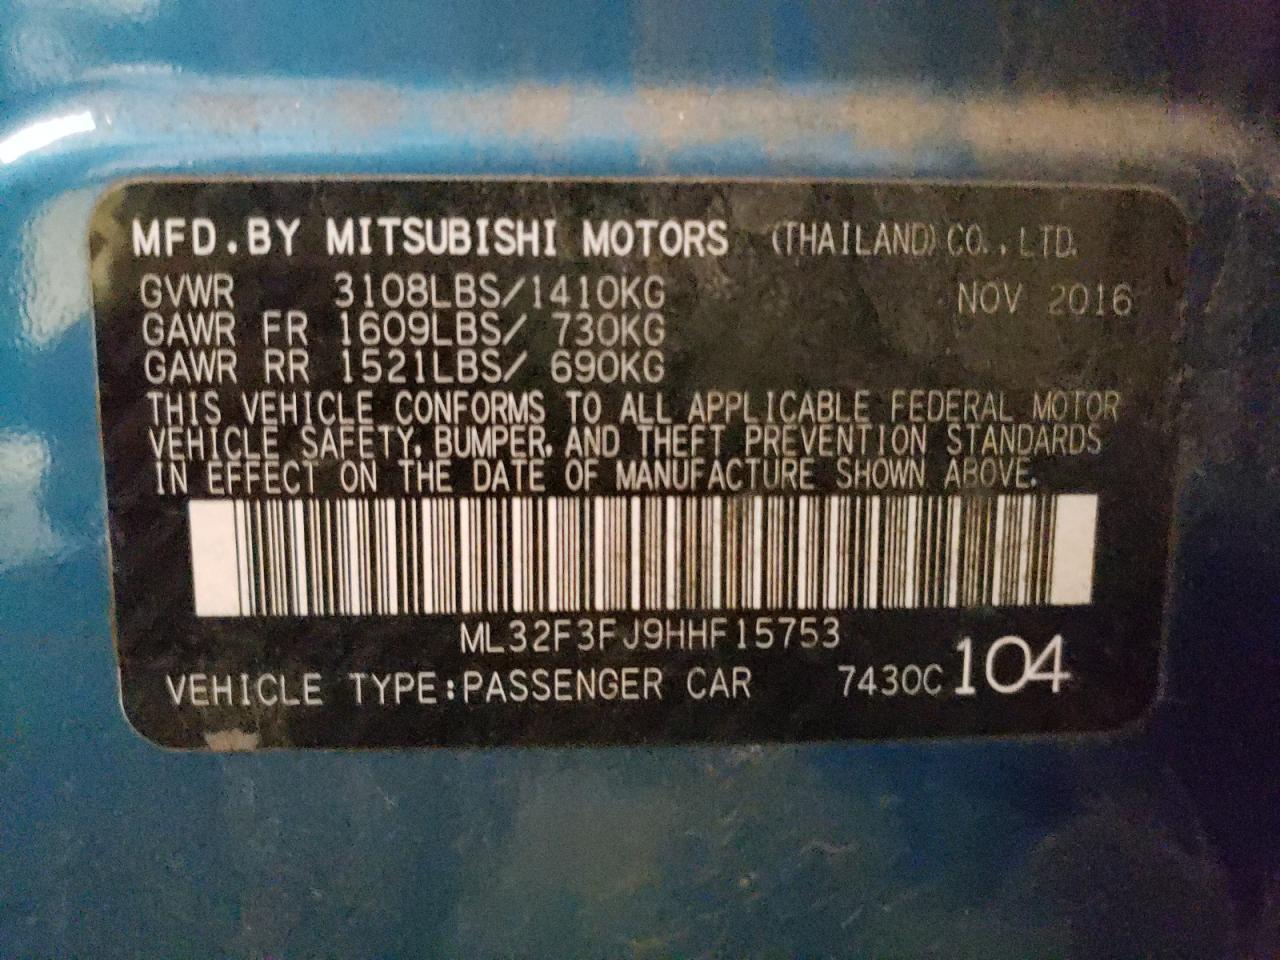 MFD.BY MITSUBISHI MOTORS (THAILAND) CO., LTD.
GVWR 3108LBS/1410KG NOV 2016
GAWR FR 1609LBS/ 730KG
GAWR RR 1521LBS/ 690KG
THIS VEHICLE CONFORMS TO ALL APPLICABLE FEDERAL MOTOR
VEHICLE SAFETY, BUMPER, AND THEFT PREVENTION STANDARDS
IN EFFECT ON THE DATE OF MANUFACTURE SHOWN ABOVE.
ML32F3FJ9HHF15753
VEHICLE TYPE:PASSENGER CAR 7430C 104